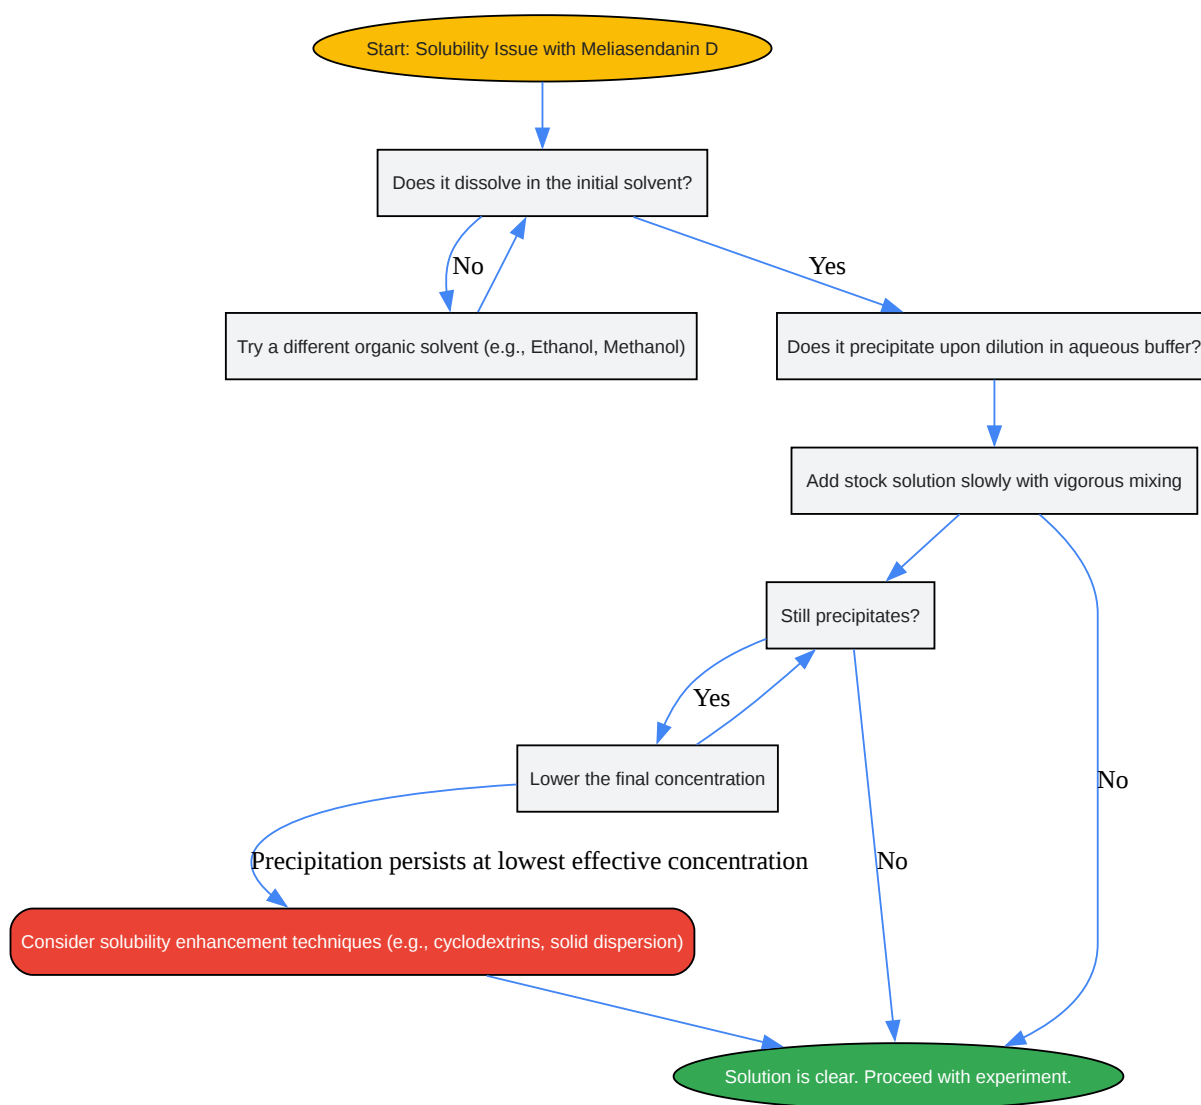 Start: Solubility Issue with Meliasendanin D
Does it dissolve in the initial solvent?
No
Yes
Try a different organic solvent (e.g., Ethanol, Methanol)
Does it precipitate upon dilution in aqueous buffer?
Add stock solution slowly with vigorous mixing
Still precipitates?
Yes
Lower the final concentration
No
Precipitation persists at lowest effective concentration
No
Consider solubility enhancement techniques (e.g., cyclodextrins, solid dispersion)
Solution is clear. Proceed with experiment.